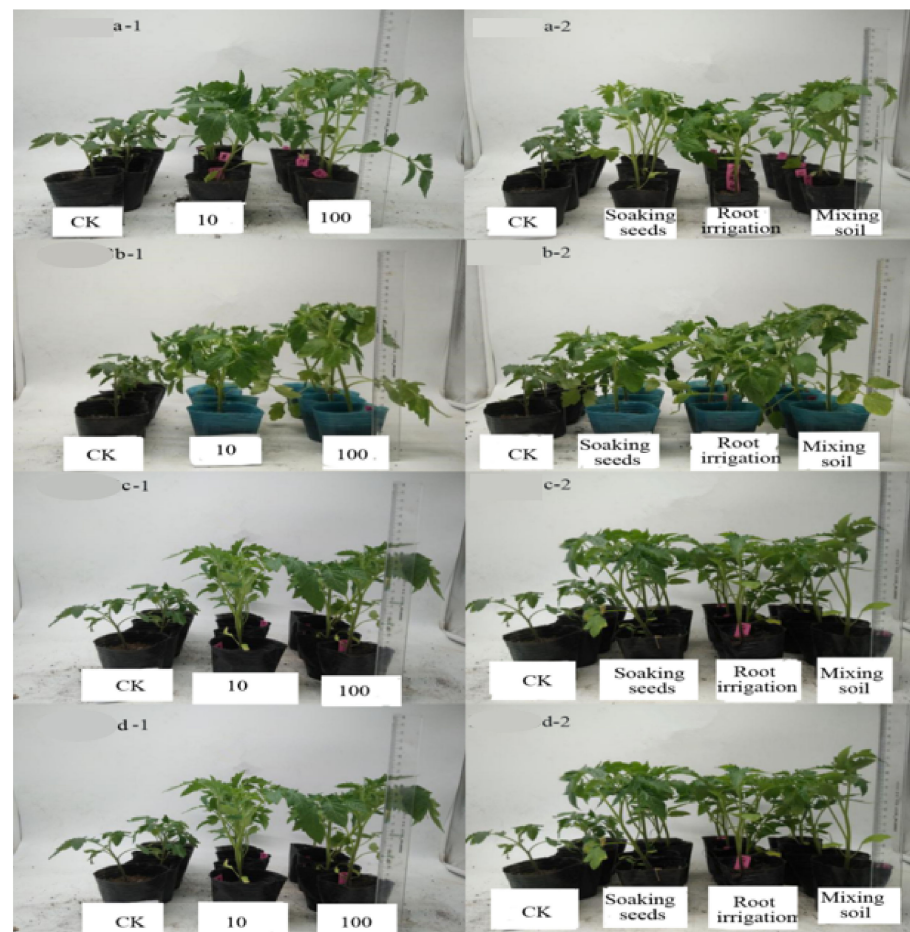 a-1
CK
10
100
a-2
CK
Soaking
seeds
Root
irrigation
Mixing
soil
b-1
CK
10
100
b-2
CK
Soaking
seeds
Root
irrigation
Mixing
soil
c-1
CK
10
100
c-2
CK
Soaking
seeds
Root
irrigation
Mixing
soil
d-1
CK
10
100
d-2
CK
Soaking
seeds
Root
irrigation
Mixing
soil